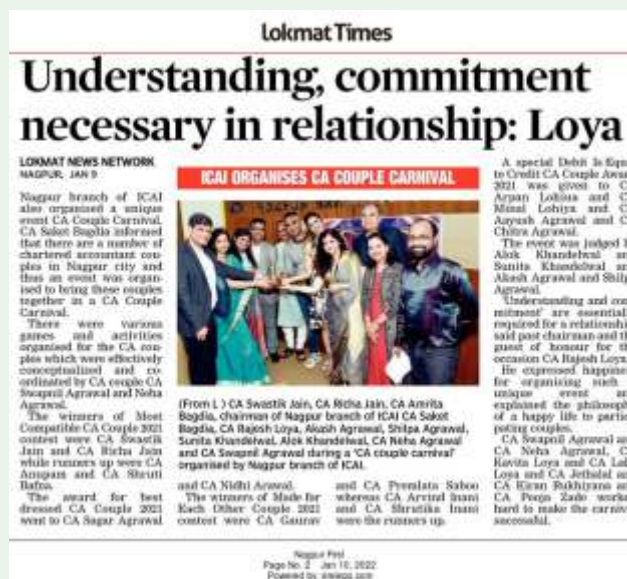 Lokmat Times
Understanding, commitment
necessary in relationship: Loya
LOKMAT NEWS NETWORK
NAGPUR, JAN 9
Nagpur branch of ICAI
also organised a unique
event CA Couple Carnival.
CA Saket Bagdia informed
that there are a number of
chartered accountant cou-
ples in Nagpur city and
thus an event was organ-
ised to bring these couples
together in a CA Couple
Carnival.
There were various
games and activities
organised for the CA cou-
ples which were effectively
conceptualized and co-
ordinated by CA couple CA
Swapnil Agrawal and Neha
Agrawal.
The winners of Most
Compatible CA Couple 2021
contest were CA Swastik
Jain and CA Richa Jain
while runners up were CA
Anupam and CA Shruti
Bafna.
The award for best
dressed CA Couple 2021
went to CA Sagar Agrawal
ICAI ORGANISES CA COUPLE CARNIVAL
(From L) CA Swastik Jain, CA Richa Jain, CA Amrita
Bagdia, chairman of Nagpur branch of ICAI CA Saket
Bagdia, CA Rajesh Loya, Akash Agrawal, Shilpa Agrawal,
Sunita Khandelwal, Alok Khandelwal, CA Neha Agrawal
and CA Swapnil Agrawal during a 'CA couple carnival'
organised by Nagpur branch of ICAI.
and CA Nidhi Arawal.
The winners of Made for
Each Other Couple 2021
contest were CA Gaurav
and CA Premlata Saboo
whereas CA Arvind Inani
and CA Shrutika Inani
were the runners up.
A special Debit Is Equa
to Credit CA Couple Awar
2021 was given to C
Arpan Lohiua and C
Minal Lohiya and C
Aayush Agrawal and C
Chitra Agrawal.
The event was judged b
Alok Khandelwal an
Sunita Khandelwal an
Akash Agrawal and Shilp
Agrawal.
'Understanding and com
mitment' are essentiall
required for a relationship
said past chairman and th
guest of honour for th
occasion CA Rajesh Loya.
He expressed happines
for organizing such
unique event an
explained the philosoph
of a happy life to partic
pating couples.
CA Swapnil Agrawal an
CA Neha Agrawal, C
Kavita Loya and CA Lali
Loya and CA Jethalal an
CA Kiran Rukhiyana an
CA Pooja Zade worke
hard to make the carniva
successful.
Nagpur First
Page No. 2 Jan 10, 2022
Powered by: erelego.com